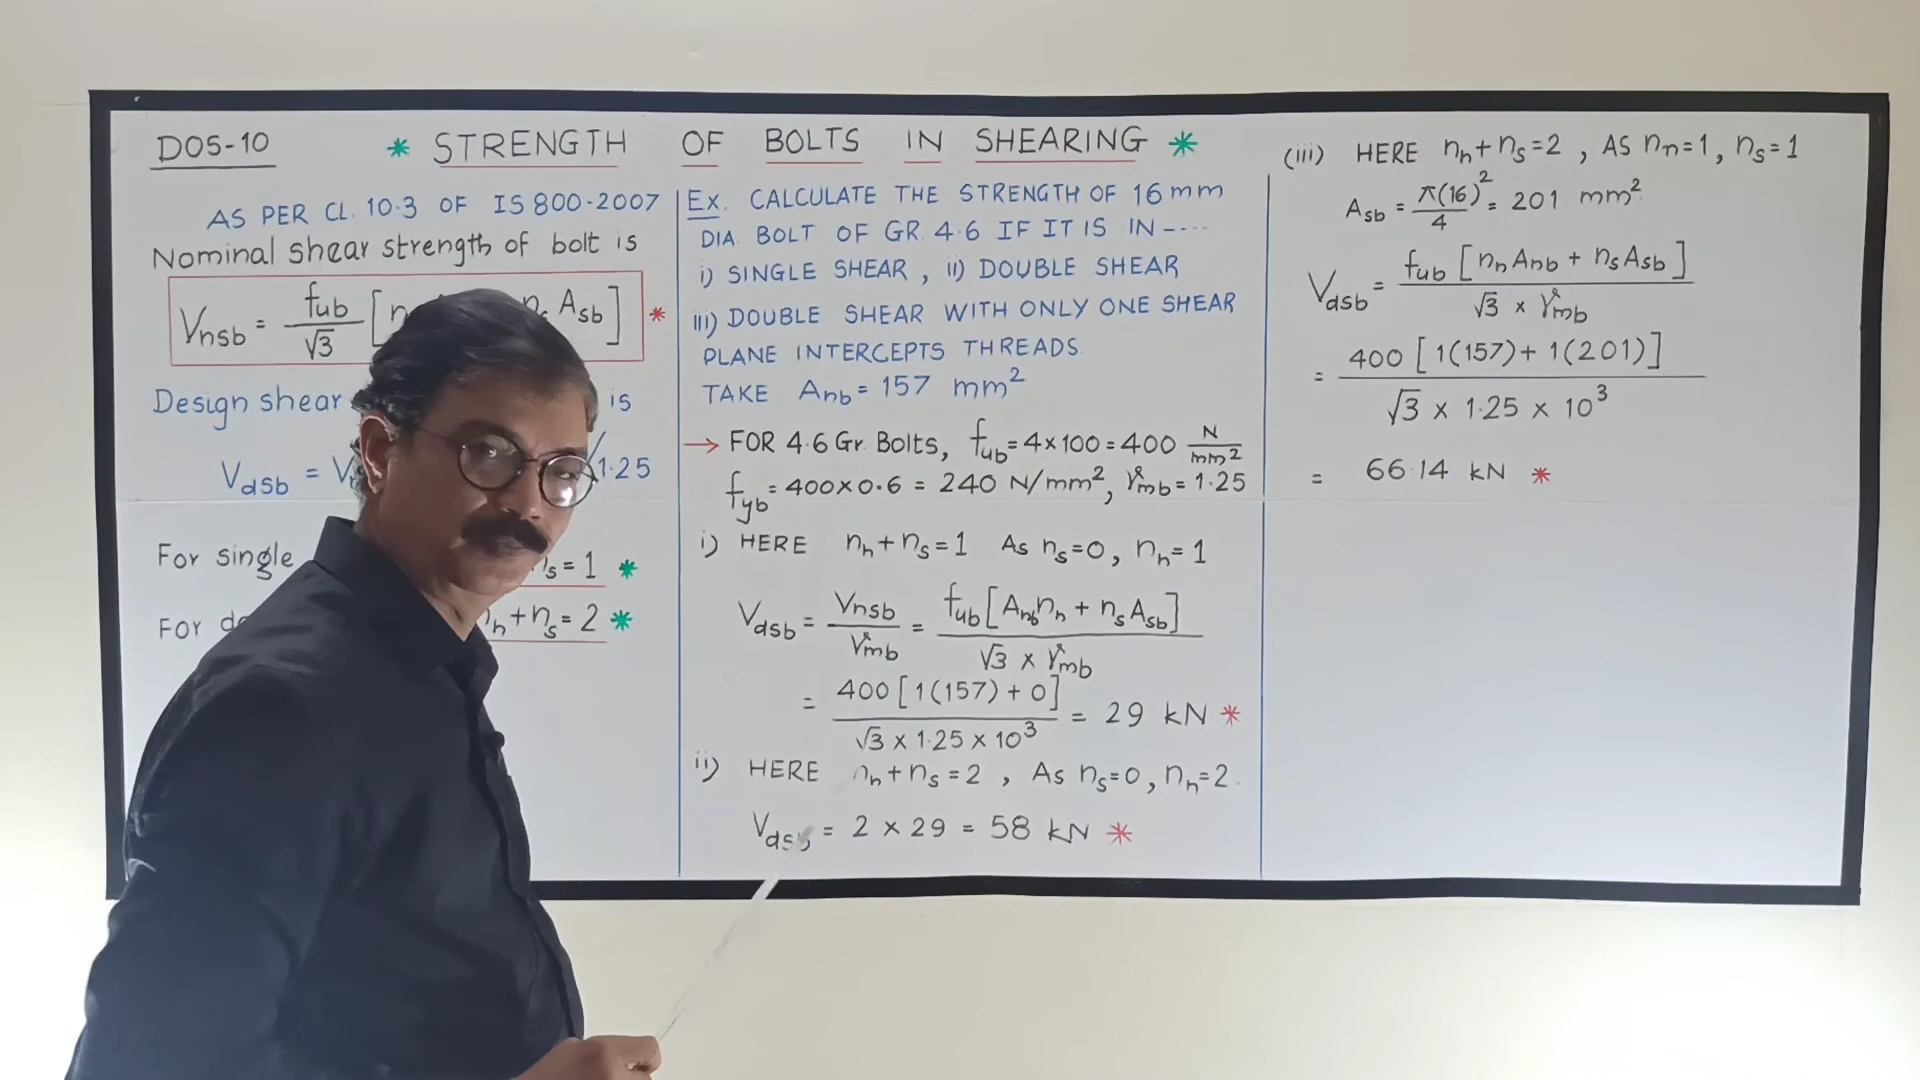 DOS-10
* STRENGTH OF BOLTS IN SHEARING *
AS PER CL. 10.3 OF IS 800-2007
Nominal shear strength of bolt is
Vnsb = fub/√3 [n Asb] *
Design shear is
Vdsb = V /1.25
For single s = 1 *
For nn + ns = 2 *
Ex. CALCULATE THE STRENGTH OF 16 mm
DIA. BOLT OF GR. 4.6 IF IT IS IN ----
i) SINGLE SHEAR, ii) DOUBLE SHEAR
iii) DOUBLE SHEAR WITH ONLY ONE SHEAR
PLANE INTERCEPTS THREADS.
TAKE Anb = 157 mm²
→ FOR 4.6 Gr. Bolts, fub = 4 × 100 = 400 N/mm²
fyb = 400 × 0.6 = 240 N/mm², γmb = 1.25
i) HERE nn + ns = 1 As ns = 0, nn = 1
Vdsb = Vnsb/γmb = fub [Anb nn + ns Asb] / √3 × γmb
= 400 [1(157) + 0] / √3 × 1.25 × 10³ = 29 kN *
ii) HERE nn + ns = 2, As ns = 0, nn = 2.
Vdsb = 2 × 29 = 58 kN *
(iii) HERE nn + ns = 2, AS nn = 1, ns = 1
Asb = π(16)²/4 = 201 mm²
Vdsb = fub [nn Anb + ns Asb] / √3 × γmb
= 400 [1(157) + 1(201)] / √3 × 1.25 × 10³
= 66.14 kN *